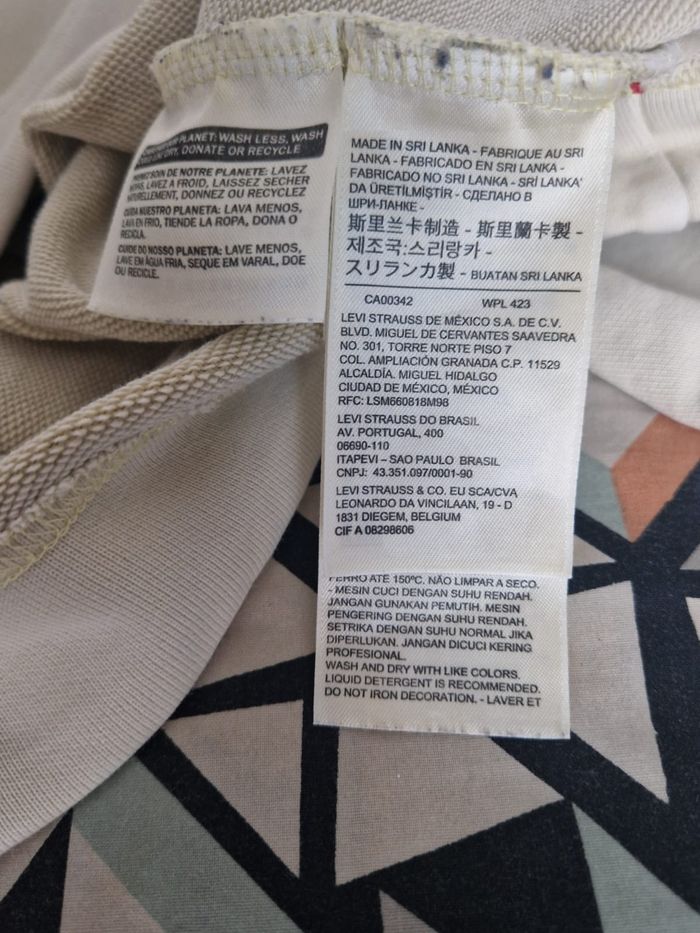 PLANET: WASH LESS, WASH
DRY, DONATE OR RECYCLE
SOIN DE NOTRE PLANETE: LAVEZ
LAVEZ A FROID, LAISSEZ SECHER
NATURELLEMENT, DONNEZ OU RECYCLEZ
CUIDA NUESTRO PLANETA: LAVA MENOS,
LAVA EN FRIO, TIENDE LA ROPA, DONA O
RECICLA.
CUIDE DO NOSSO PLANETA: LAVE MENOS,
LAVE EM ÁGUA FRIA, SEQUE EM VARAL, DOE
OU RECICLE.
MADE IN SRI LANKA - FABRIQUE AU SRI
LANKA - FABRICADO EN SRI LANKA -
FABRICADO NO SRI LANKA - SRİ LANKA'
DA ÜRETİLMİŞTİR - СДЕЛАНО В
ШРИ-ЛАНКЕ -
斯里兰卡制造 - 斯里蘭卡製 -
제조국:스리랑카 -
スリランカ製 - BUATAN SRI LANKA
CA00342 WPL 423
LEVI STRAUSS DE MÉXICO S.A. DE C.V.
BLVD. MIGUEL DE CERVANTES SAAVEDRA
NO. 301, TORRE NORTE PISO 7
COL. AMPLIACIÓN GRANADA C.P. 11529
ALCALDÍA. MIGUEL HIDALGO
CIUDAD DE MÉXICO, MÉXICO
RFC: LSM660818M98
LEVI STRAUSS DO BRASIL
AV. PORTUGAL, 400
06690-110
ITAPEVI – SAO PAULO BRASIL
CNPJ: 43.351.097/0001-90
LEVI STRAUSS & CO. EU SCA/CVA
LEONARDO DA VINCILAAN, 19 - D
1831 DIEGEM, BELGIUM
CIF A 08298606
FERRO ATÉ 150ºC. NÃO LIMPAR A SECO.
- MESIN CUCI DENGAN SUHU RENDAH.
JANGAN GUNAKAN PEMUTIH. MESIN
PENGERING DENGAN SUHU RENDAH.
SETRIKA DENGAN SUHU NORMAL JIKA
DIPERLUKAN. JANGAN DICUCI KERING
PROFESIONAL.
WASH AND DRY WITH LIKE COLORS.
LIQUID DETERGENT IS RECOMMENDED.
DO NOT IRON DECORATION. - LAVER ET